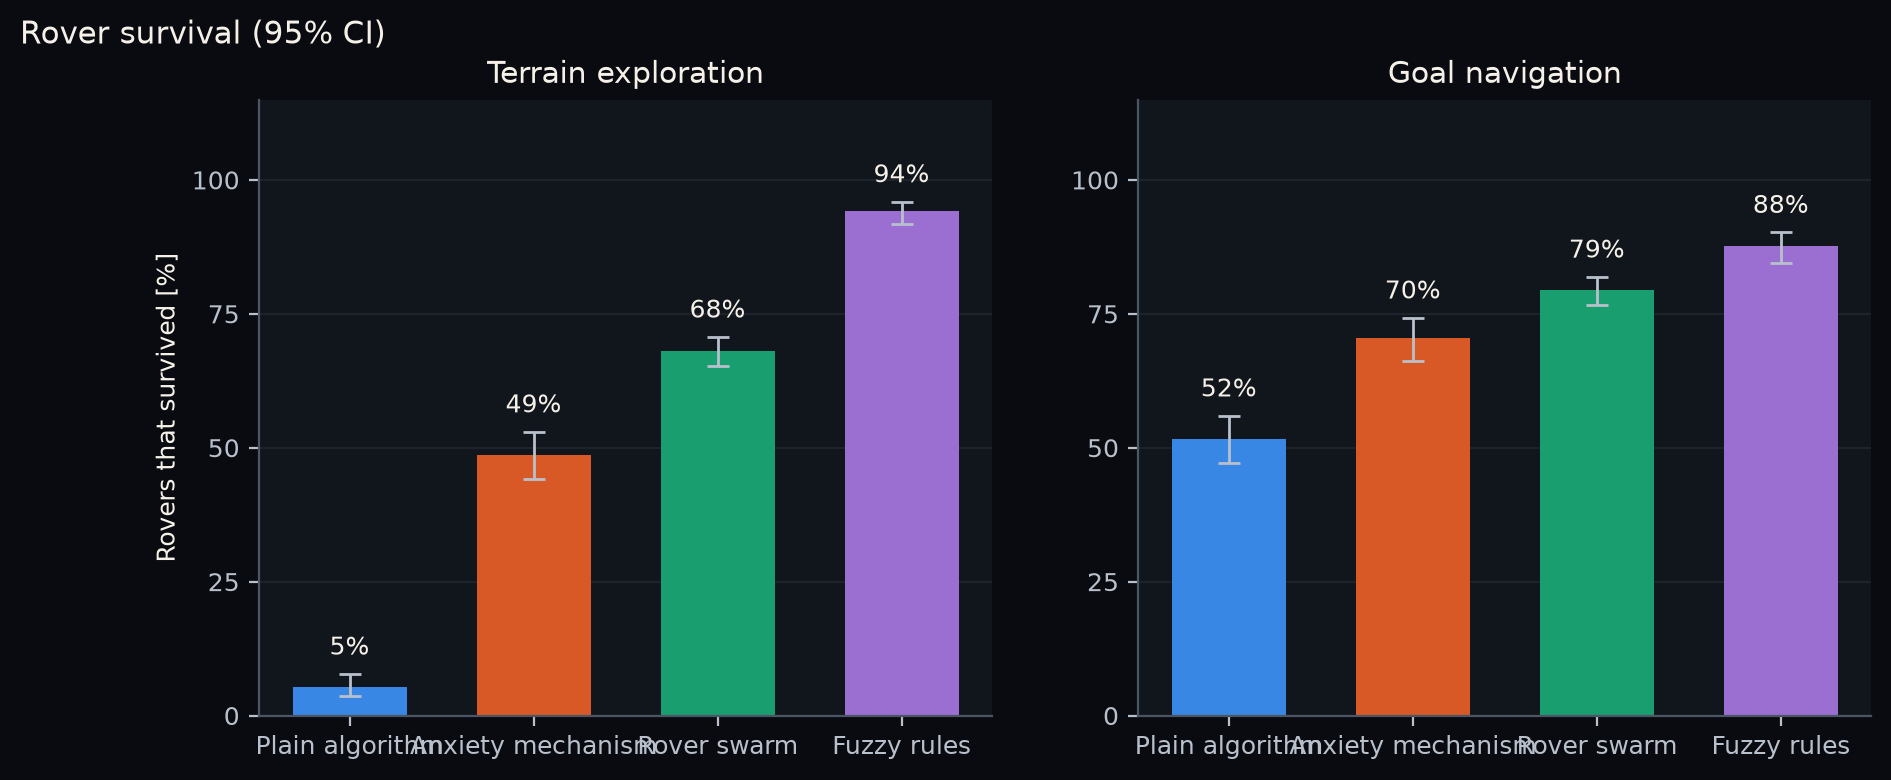 Rover survival (95% CI)
Terrain exploration
Rovers that survived [%]
100
75
50
25
0
5%
49%
68%
94%
Plain algorithm
Anxiety mechanism
Rover swarm
Fuzzy rules
Goal navigation
100
75
50
25
0
52%
70%
79%
88%
Plain algorithm
Anxiety mechanism
Rover swarm
Fuzzy rules